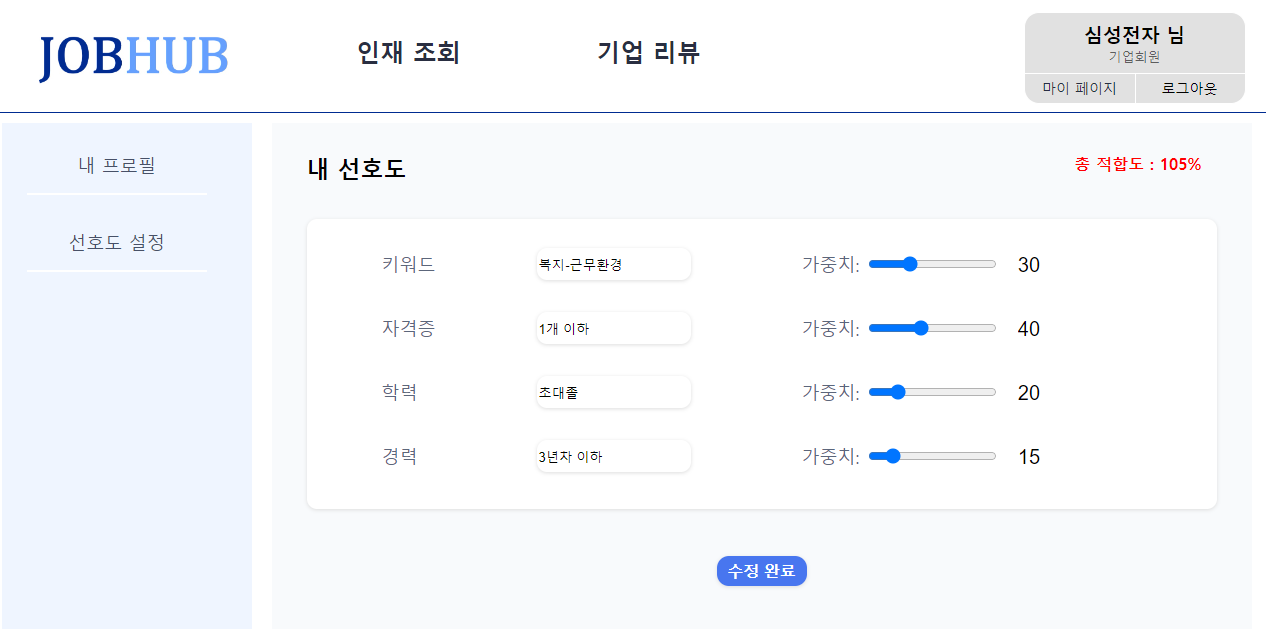 JOBHUB
인재 조회
기업 리뷰
심성전자 님
기업회원
마이 페이지
로그아웃
내 프로필
선호도 설정
내 선호도
총 적합도 : 105%
키워드 복지-근무환경 가중치: 30
자격증 1개 이하 가중치: 40
학력 초대졸 가중치: 20
경력 3년차 이하 가중치: 15
수정 완료